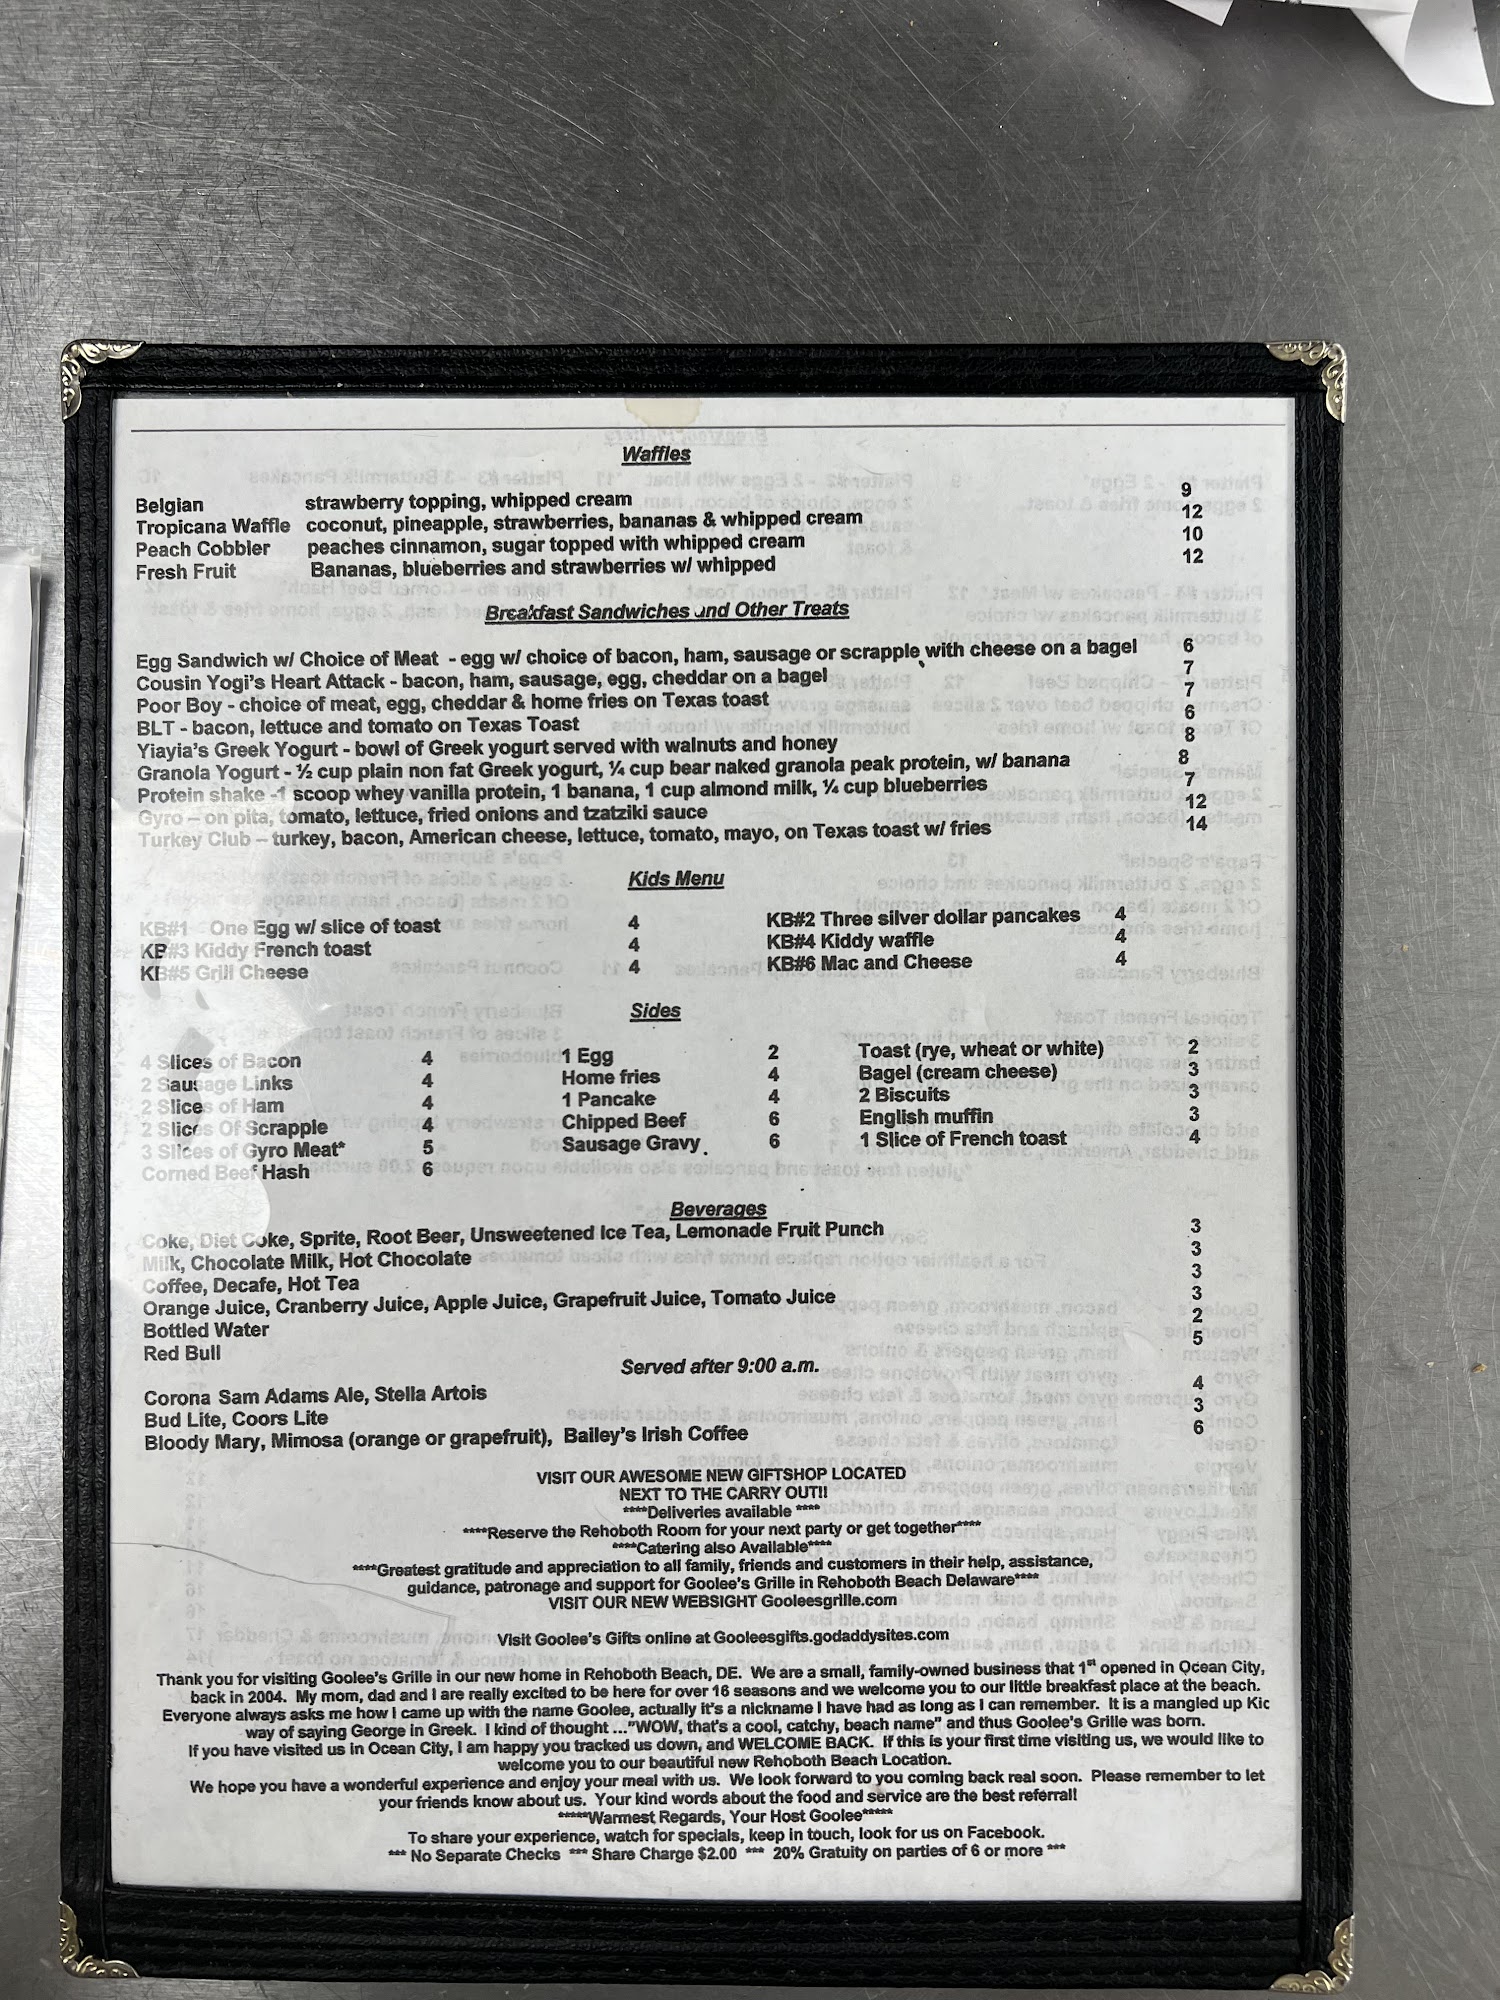 Waffles
Belgian strawberry topping, whipped cream 9
Tropicana Waffle coconut, pineapple, strawberries, bananas & whipped cream 12
Peach Cobbler peaches cinnamon, sugar topped with whipped cream 10
Fresh Fruit Bananas, blueberries and strawberries w/ whipped 12
Breakfast Sandwiches and Other Treats
Egg Sandwich w/ Choice of Meat - egg w/ choice of bacon, ham, sausage or scrapple with cheese on a bagel 6
Cousin Yogi's Heart Attack - bacon, ham, sausage, egg, cheddar on a bagel 7
Poor Boy - choice of meat, egg, cheddar & home fries on Texas toast 7
BLT - bacon, lettuce and tomato on Texas Toast 6
Yiayia's Greek Yogurt - bowl of Greek yogurt served with walnuts and honey 8
Granola Yogurt - ½ cup plain non fat Greek yogurt, ¼ cup bear naked granola peak protein, w/ banana 8
Protein shake -1 scoop whey vanilla protein, 1 banana, 1 cup almond milk, ¼ cup blueberries 7
Gyro – on pita, tomato, lettuce, fried onions and tzatziki sauce 12
Turkey Club – turkey, bacon, American cheese, lettuce, tomato, mayo, on Texas toast w/ fries 14
Kids Menu
KB#1 One Egg w/ slice of toast 4 KB#2 Three silver dollar pancakes 4
KB#3 Kiddy French toast 4 KB#4 Kiddy waffle 4
KB#5 Grill Cheese 4 KB#6 Mac and Cheese 4
Sides
4 Slices of Bacon 4 1 Egg 2 Toast (rye, wheat or white) 2
2 Sausage Links 4 Home fries 4 Bagel (cream cheese) 3
2 Slices of Ham 4 1 Pancake 4 2 Biscuits 3
2 Slices Of Scrapple 4 Chipped Beef 6 English muffin 3
3 Slices of Gyro Meat* 5 Sausage Gravy 6 1 Slice of French toast 4
Corned Beef Hash 6
Beverages
Coke, Diet Coke, Sprite, Root Beer, Unsweetened Ice Tea, Lemonade Fruit Punch 3
Milk, Chocolate Milk, Hot Chocolate 3
Coffee, Decafe, Hot Tea 3
Orange Juice, Cranberry Juice, Apple Juice, Grapefruit Juice, Tomato Juice 3
Bottled Water 2
Red Bull 5
Served after 9:00 a.m.
Corona Sam Adams Ale, Stella Artois 4
Bud Lite, Coors Lite 3
Bloody Mary, Mimosa (orange or grapefruit), Bailey's Irish Coffee 6
VISIT OUR AWESOME NEW GIFTSHOP LOCATED
NEXT TO THE CARRY OUT!!
****Deliveries available ****
****Reserve the Rehoboth Room for your next party or get together****
****Catering also Available****
****Greatest gratitude and appreciation to all family, friends and customers in their help, assistance,
guidance, patronage and support for Goolee's Grille in Rehoboth Beach Delaware****
VISIT OUR NEW WEBSIGHT Gooleesgrille.com
Visit Goolee's Gifts online at Gooleesgifts.godaddysites.com
Thank you for visiting Goolee's Grille in our new home in Rehoboth Beach, DE. We are a small, family-owned business that 1st opened in Ocean City,
back in 2004. My mom, dad and I are really excited to be here for over 16 seasons and we welcome you to our little breakfast place at the beach.
Everyone always asks me how I came up with the name Goolee, actually it's a nickname I have had as long as I can remember. It is a mangled up Kic
way of saying George in Greek. I kind of thought ..."WOW, that's a cool, catchy, beach name" and thus Goolee's Grille was born.
If you have visited us in Ocean City, I am happy you tracked us down, and WELCOME BACK. If this is your first time visiting us, we would like to
welcome you to our beautiful new Rehoboth Beach Location.
We hope you have a wonderful experience and enjoy your meal with us. We look forward to you coming back real soon. Please remember to let
your friends know about us. Your kind words about the food and service are the best referral!
*****Warmest Regards, Your Host Goolee*****
To share your experience, watch for specials, keep in touch, look for us on Facebook.
*** No Separate Checks *** Share Charge $2.00 *** 20% Gratuity on parties of 6 or more ***